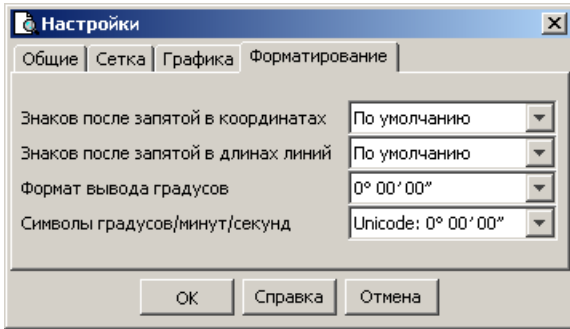 Настройки
Общие Сетка Графика Форматирование
Знаков после запятой в координатах По умолчанию
Знаков после запятой в длинах линий По умолчанию
Формат вывода градусов 0° 00′00″
Символы градусов/минут/секунд Unicode: 0° 00′00″
OK Справка Отмена